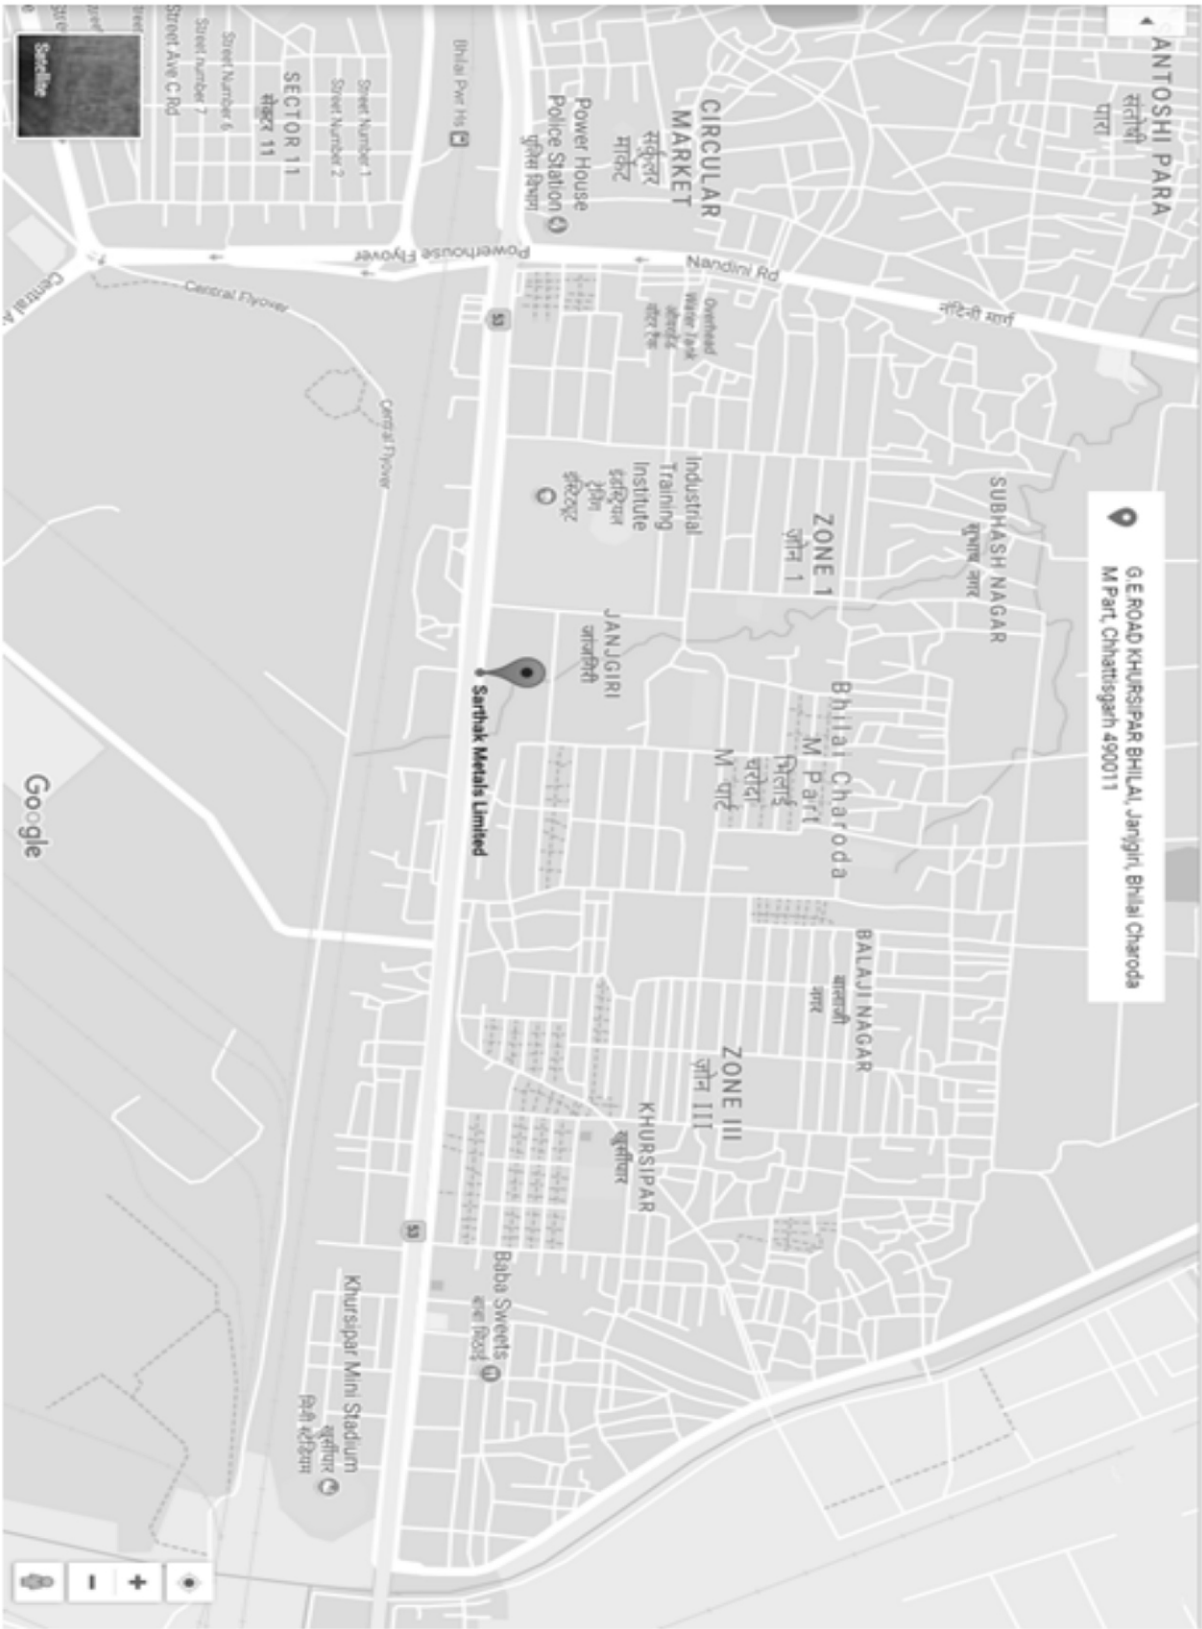 ANTOSHI PARA
संतोषी
पारा
G.E.ROAD KHURSIPAR BHILAI, Janjgiri, Bhilai Charoda
M Part, Chhattisgarh 490011
SUBHASH NAGAR
सुभाष नगर
नंदिनी मार्ग
Nandini Rd
CIRCULAR
MARKET
सर्कुलर
मार्केट
Overhead
Water Tank
ओवरहेड
वॉटर टैंक
ZONE 1
ज़ोन 1
Bhilai Charoda
M Part
भिलाई
चरोदा
M पार्ट
BALAJI NAGAR
बालाजी
नगर
ZONE III
ज़ोन III
Industrial
Training
Institute
इंडस्ट्रियल
ट्रेनिंग
इंस्टिट्यूट
JANJGIRI
जांजगिरी
KHURSIPAR
खुर्सीपार
Power House
Police Station
पुलिस विभाग
Bhilai Pwr Hs
Powerhouse Flyover
53
Sarthak Metals Limited
53
Baba Sweets
बाबा मिठाई
Khursipar Mini Stadium
खुर्सीपार
मिनी स्टेडियम
Central Flyover
Central Flyover
Street Number 1
Street Number 2
SECTOR 11
सेक्टर 11
Street Number 6
Street number 7
Street Ave C Rd
Central A
Satellite
Google